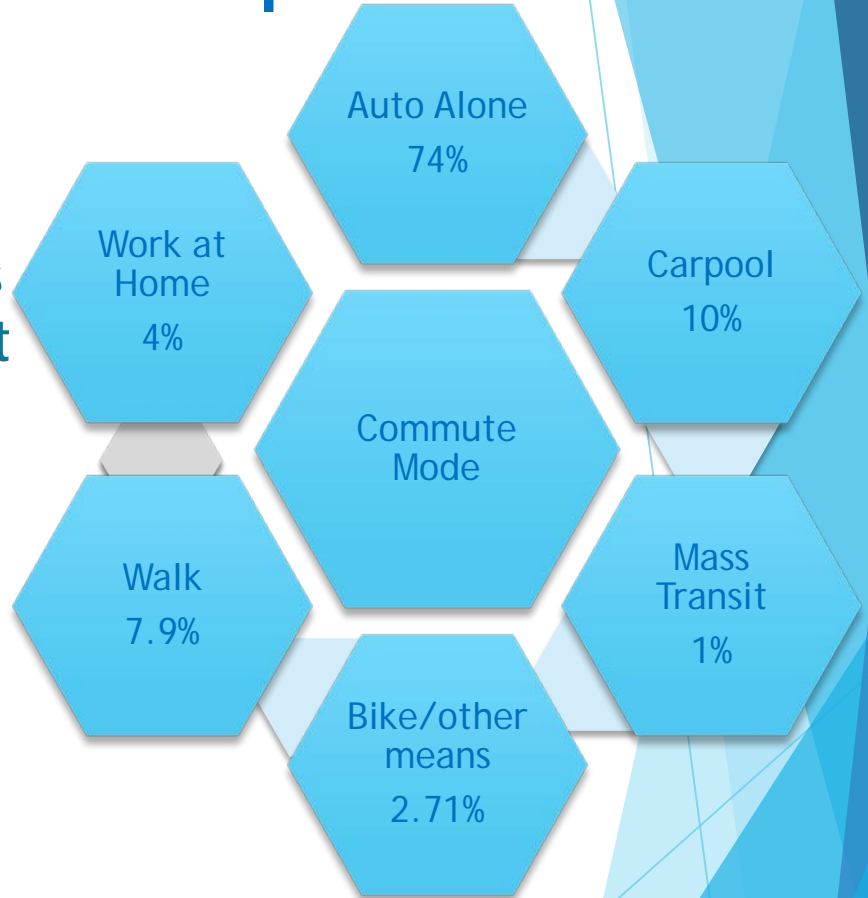 Auto Alone
74%
Work at
Home
4%
Carpool
10%
Commute
Mode
Walk
7.9%
Mass
Transit
1%
Bike/other
means
2.71%